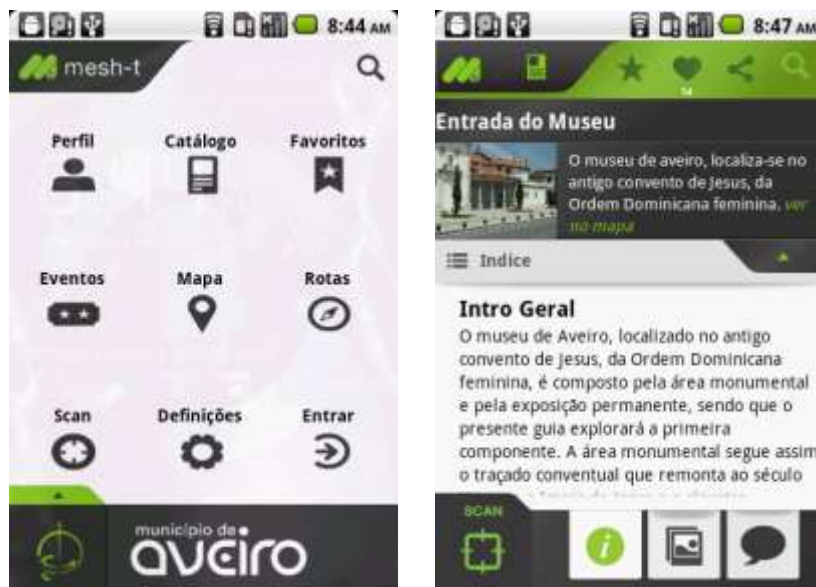 8:44 AM
mesh-t
Perfil
Catálogo
Favoritos
Eventos
Mapa
Rotas
Scan
Definições
Entrar
município de
aveiro
8:47 AM
14
Entrada do Museu
O museu de aveiro, localiza-se no
antigo convento de Jesus, da
Ordem Dominicana feminina, ver
no mapa
Indice
Intro Geral
O museu de Aveiro, localizado no antigo
convento de Jesus, da Ordem Dominicana
feminina, é composto pela área monumental
e pela exposição permanente, sendo que o
presente guia explorará a primeira
componente. A área monumental segue assim
o traçado conventual que remonta ao século
SCAN